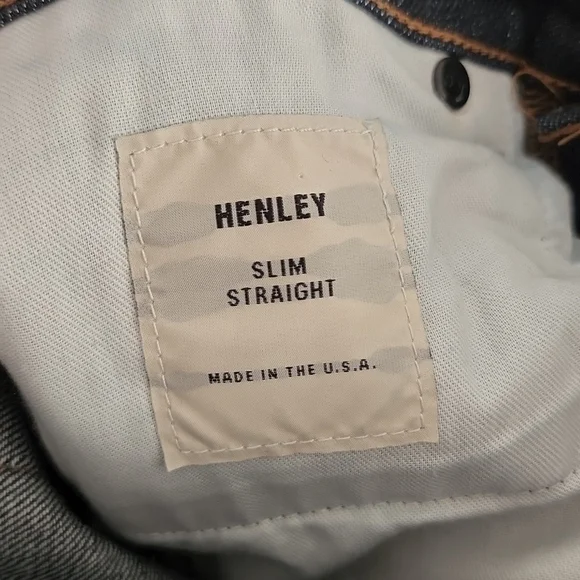 HENLEY
SLIM
STRAIGHT
MADE IN THE U.S.A.